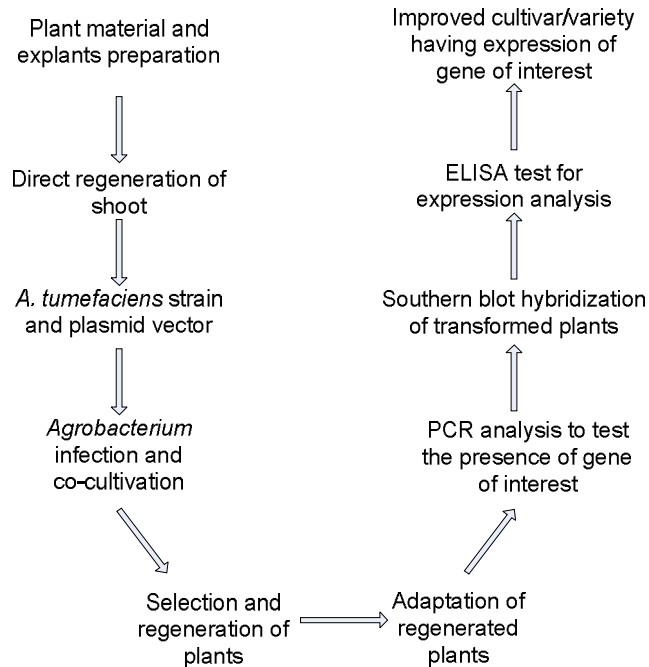 Plant material and
explants preparation
Direct regeneration of
shoot
A. tumefaciens strain
and plasmid vector
Agrobacterium
infection and
co-cultivation
Selection and
regeneration of
plants
Adaptation of
regenerated
plants
PCR analysis to test
the presence of gene
of interest
Southern blot hybridization
of transformed plants
ELISA test for
expression analysis
Improved cultivar/variety
having expression of
gene of interest